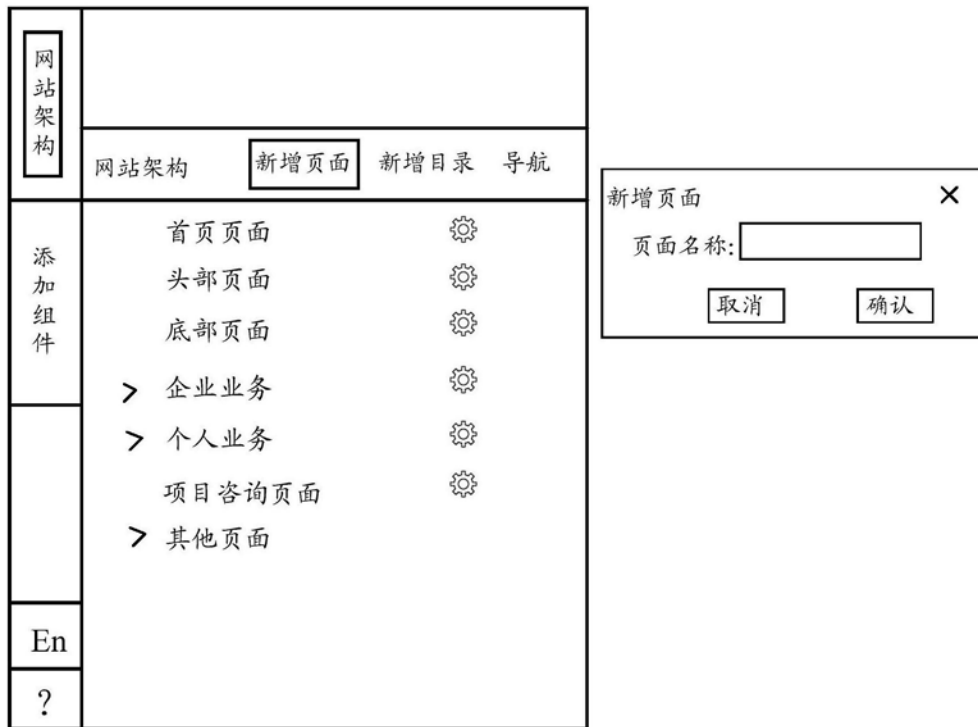 网站架构
网站架构 新增页面 新增目录 导航
首页页面
头部页面
底部页面
企业业务
个人业务
项目咨询页面
其他页面
添加组件
En
?
新增页面
页面名称:
取消 确认